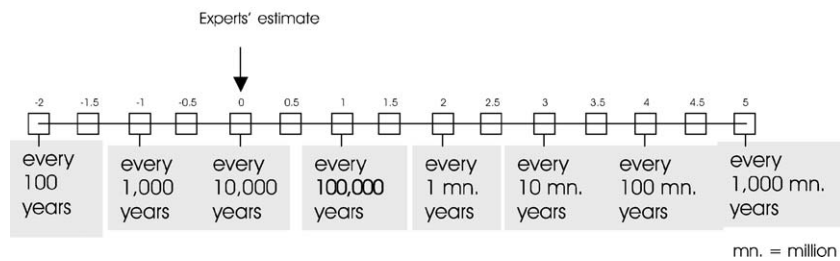 Experts' estimate
-2 -1.5 -1 -0.5 0 0.5 1 1.5 2 2.5 3 3.5 4 4.5 5
every
100
years
every
1,000
years
every
10,000
years
every
100,000
years
every
1 mn.
years
every
10 mn.
years
every
100 mn.
years
every
1,000 mn.
years
mn. = million